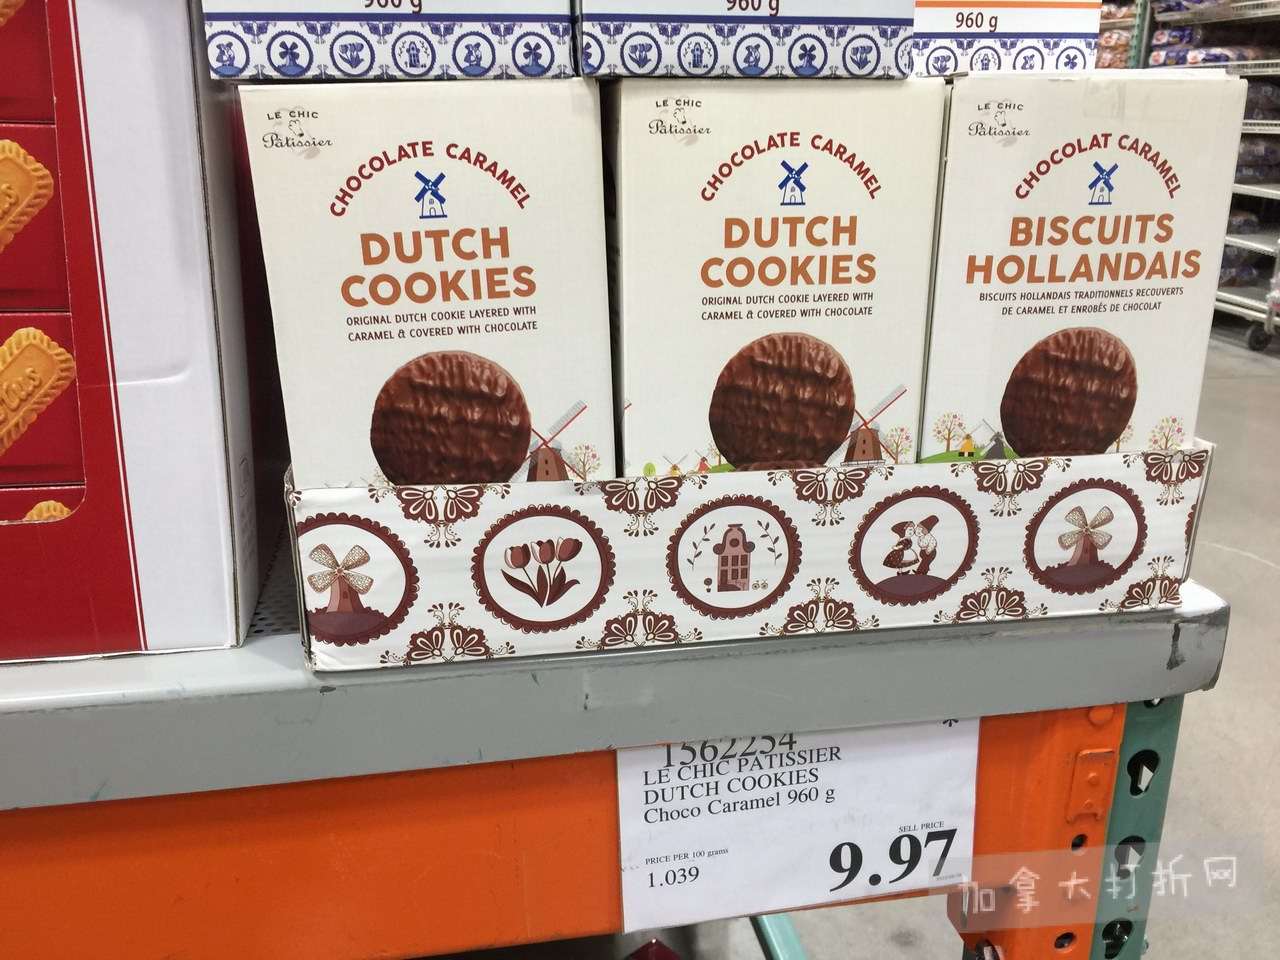 960 g
960 g
960 g
LE CHIC
Pâtissier
CHOCOLATE CARAMEL
DUTCH
COOKIES
ORIGINAL DUTCH COOKIE LAYERED WITH
CARAMEL & COVERED WITH CHOCOLATE
LE CHIC
Pâtissier
CHOCOLATE CARAMEL
DUTCH
COOKIES
ORIGINAL DUTCH COOKIE LAYERED WITH
CARAMEL & COVERED WITH CHOCOLATE
LE CHIC
Pâtissier
CHOCOLAT CARAMEL
BISCUITS
HOLLANDAIS
BISCUITS HOLLANDAIS TRADITIONNELS RECOUVERTS
DE CARAMEL ET ENROBÉS DE CHOCOLAT
1562254 *
LE CHIC PATISSIER
DUTCH COOKIES
Choco Caramel 960 g
SELL PRICE
PRICE PER 100 grams
1.039
9.97
加拿大打折网